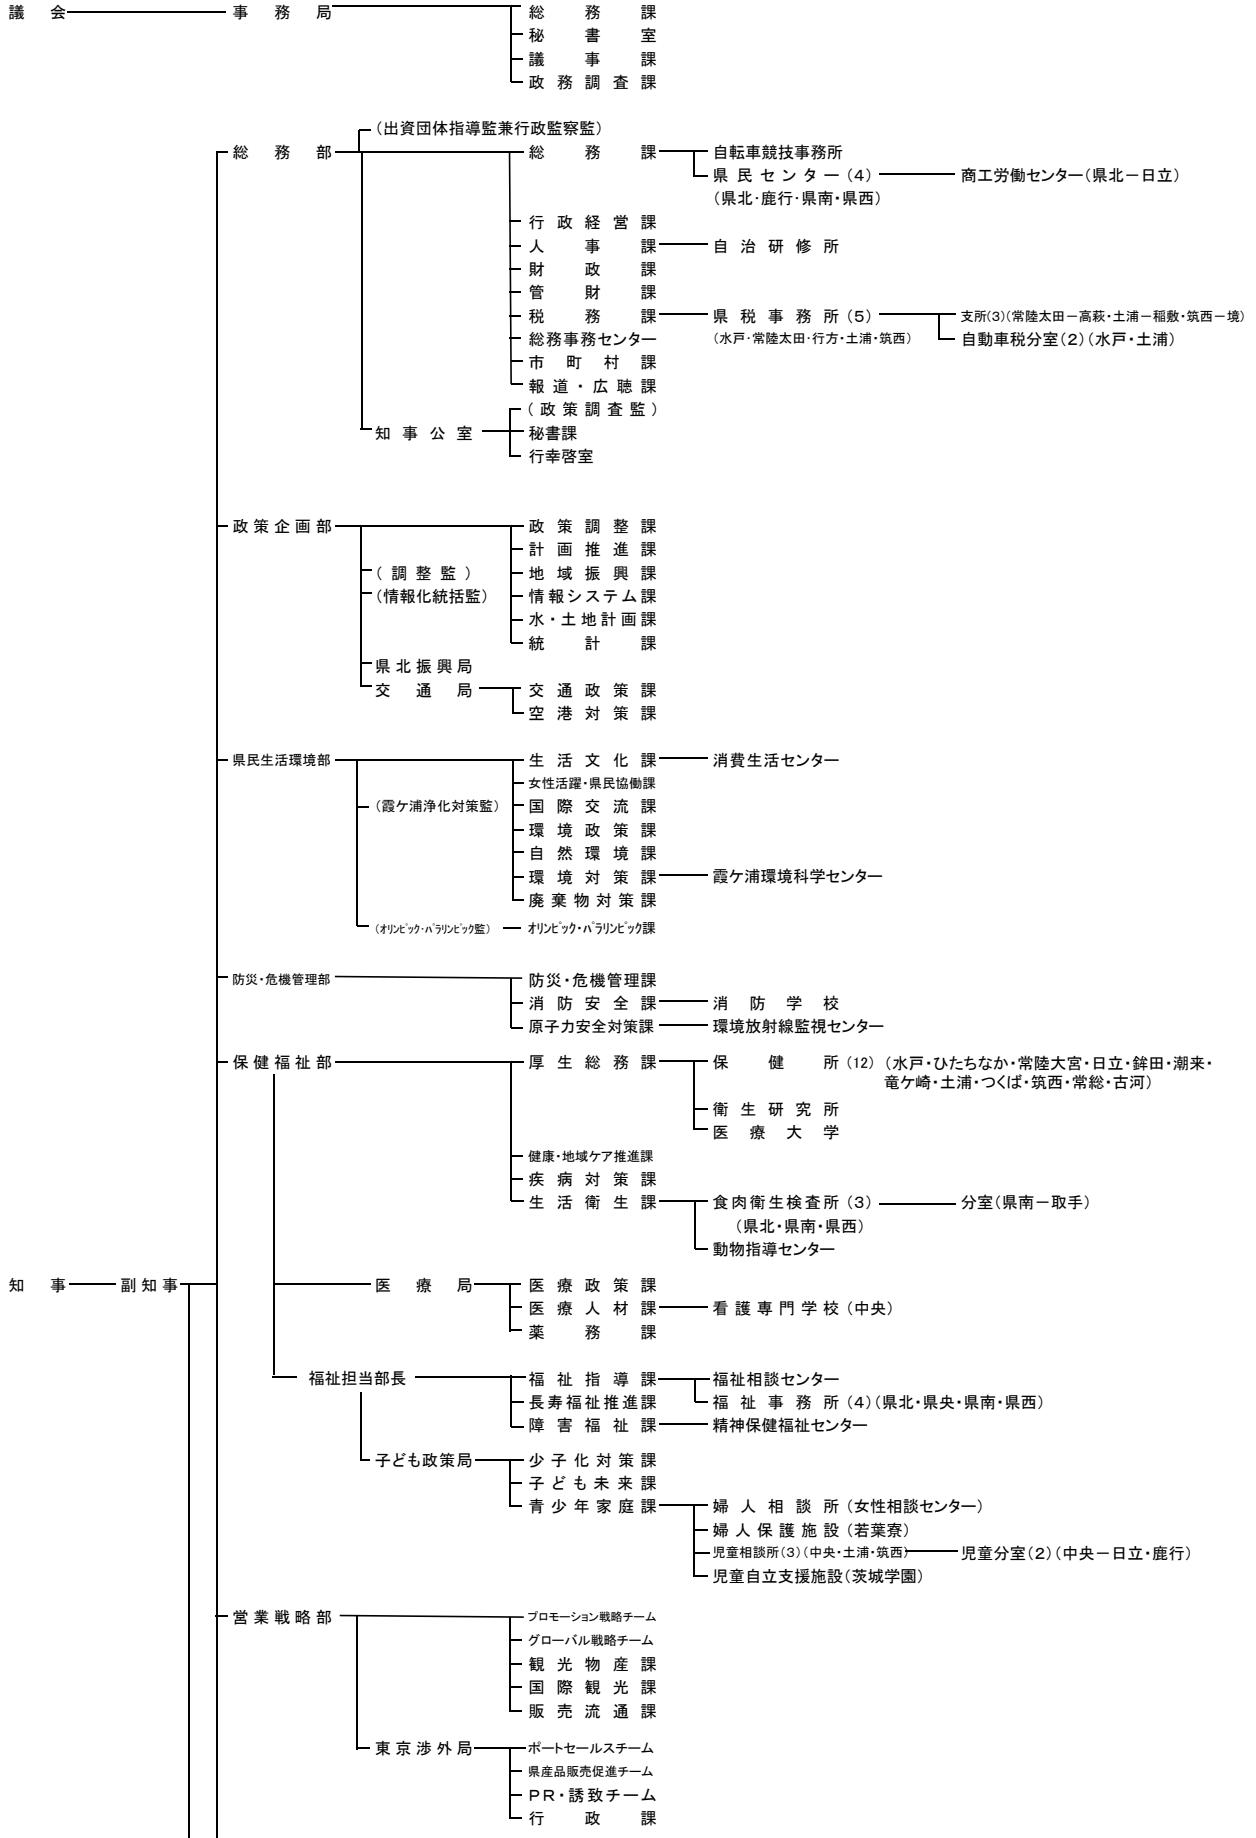 議会 事務局 総務課
秘書室
議事課
政務調査課
(出資団体指導監兼行政監察監)
総務部 総務課 自転車競技事務所
県民センター(4) 商工労働センター(県北－日立)
(県北・鹿行・県南・県西)
行政経営課
人事課 自治研修所
財政課
管財課
税務課 県税事務所(5) 支所(3)(常陸太田－高萩・土浦－稲敷・筑西－境)
総務事務センター (水戸・常陸太田・行方・土浦・筑西) 自動車税分室(2)(水戸・土浦)
市町村課
報道・広聴課
(政策調査監)
知事公室 秘書課
行幸啓室
政策企画部 政策調整課
計画推進課
(調整監) 地域振興課
(情報化統括監) 情報システム課
水・土地計画課
統計課
県北振興局
交通局 交通政策課
空港対策課
県民生活環境部 生活文化課 消費生活センター
女性活躍・県民協働課
(霞ケ浦浄化対策監) 国際交流課
環境政策課
自然環境課
環境対策課 霞ケ浦環境科学センター
廃棄物対策課
(オリンピック・パラリンピック監) オリンピック・パラリンピック課
防災・危機管理部 防災・危機管理課
消防安全課 消防学校
原子力安全対策課 環境放射線監視センター
保健福祉部 厚生総務課 保健所(12) (水戸・ひたちなか・常陸大宮・日立・鉾田・潮来・
竜ケ崎・土浦・つくば・筑西・常総・古河)
衛生研究所
医療大学
健康・地域ケア推進課
疾病対策課
生活衛生課 食肉衛生検査所(3) 分室(県南－取手)
(県北・県南・県西)
動物指導センター
知事 副知事 医療局 医療政策課
医療人材課 看護専門学校(中央)
薬務課
福祉担当部長 福祉指導課 福祉相談センター
長寿福祉推進課 福祉事務所(4)(県北・県央・県南・県西)
障害福祉課 精神保健福祉センター
子ども政策局 少子化対策課
子ども未来課
青少年家庭課 婦人相談所(女性相談センター)
婦人保護施設(若葉寮)
児童相談所(3)(中央・土浦・筑西) 児童分室(2)(中央－日立・鹿行)
児童自立支援施設(茨城学園)
営業戦略部 プロモーション戦略チーム
グローバル戦略チーム
観光物産課
国際観光課
販売流通課
東京渉外局 ポートセールスチーム
県産品販売促進チーム
PR・誘致チーム
行政課